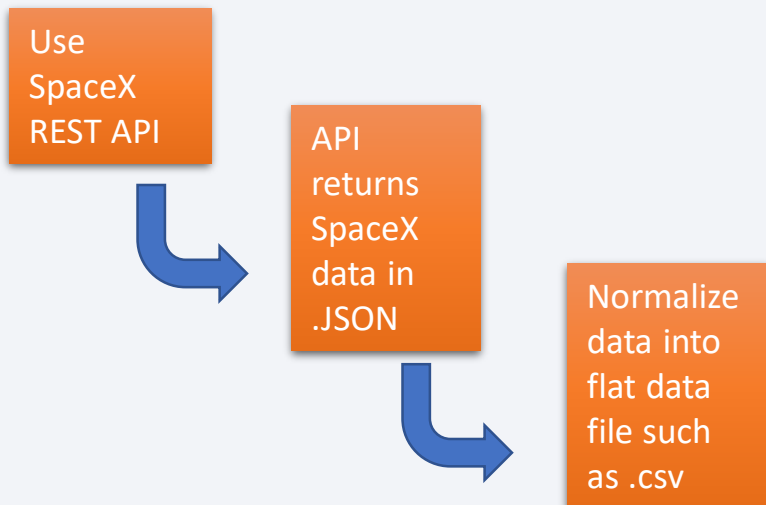 Use
SpaceX
REST API
API
returns
SpaceX
data in
.JSON
Normalize
data into
flat data
file such
as .csv